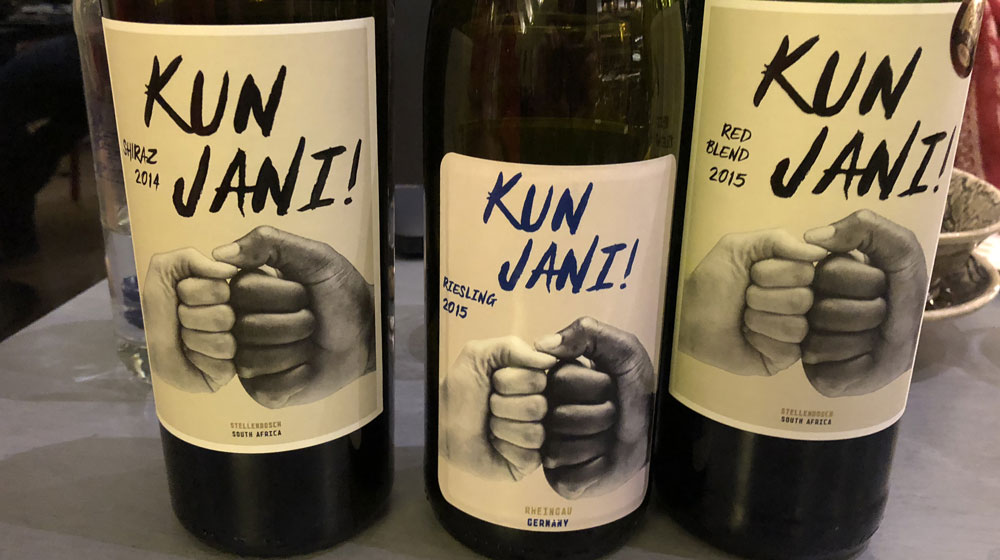 KUN
JANI!
SHIRAZ
2014
STELLENBOSCH
SOUTH AFRICA
KUN
JANI!
RIESLING
2015
RHEINGAU
GERMANY
KUN
JANI!
RED
BLEND
2015
STELLENBOSCH
SOUTH AFRICA